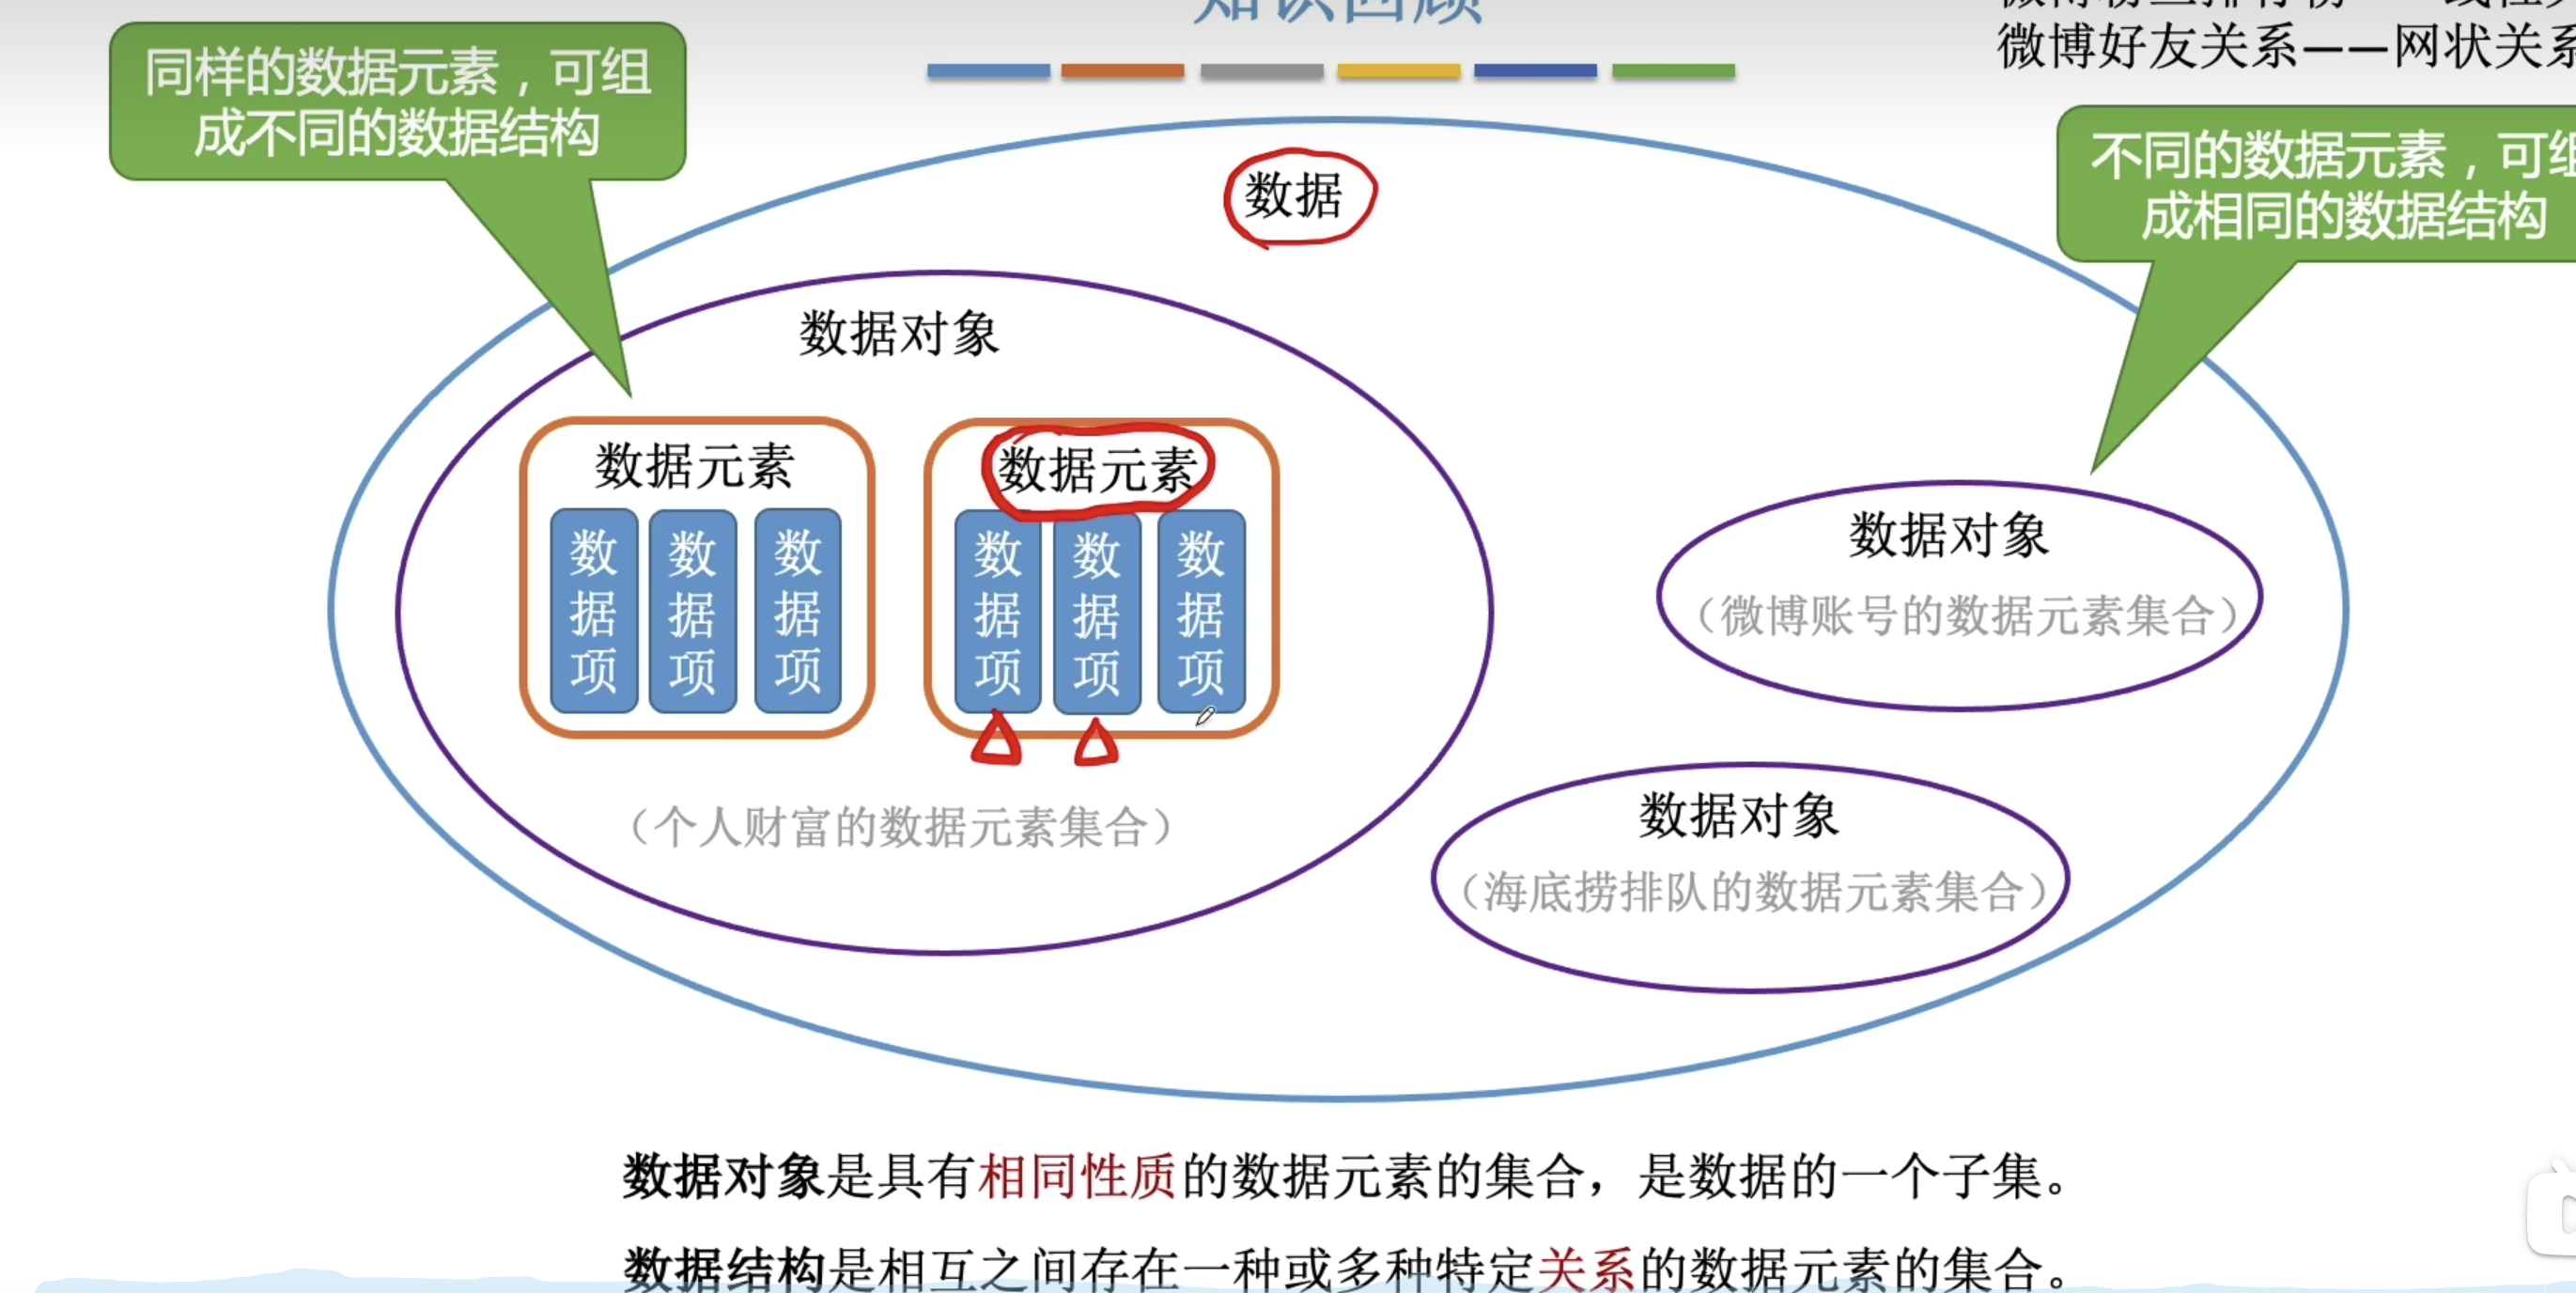 知识回顾
微博好友关系——网状关系
同样的数据元素，可组
成不同的数据结构
不同的数据元素，可组
成相同的数据结构
数据
数据对象
数据元素
数据项
数据项
数据项
数据元素
数据项
数据项
数据项
（个人财富的数据元素集合）
数据对象
（微博账号的数据元素集合）
数据对象
（海底捞排队的数据元素集合）
数据对象是具有相同性质的数据元素的集合，是数据的一个子集。
数据结构是相互之间存在一种或多种特定关系的数据元素的集合。